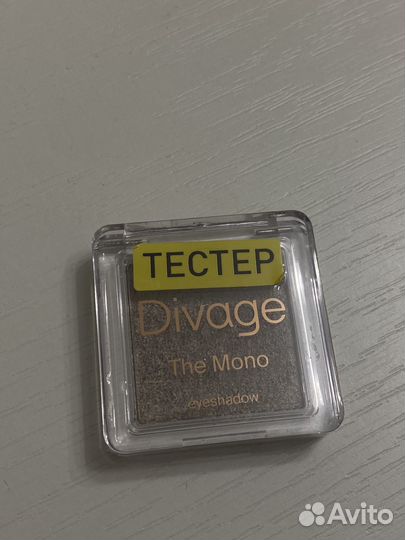 ТЕСТЕР
Divage
The Mono
eyeshadow
Avito